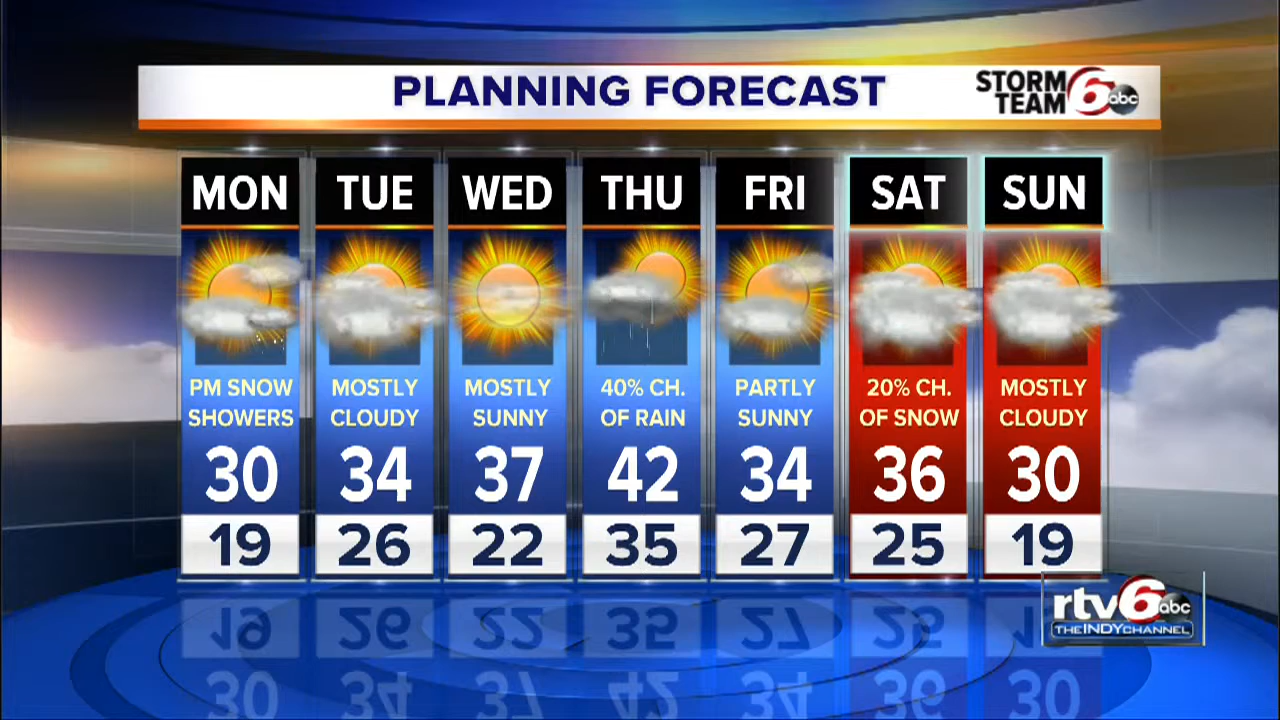 PLANNING FORECAST
STORM
TEAM 6 abc
MON TUE WED THU FRI SAT SUN
PM SNOW MOSTLY MOSTLY 40% CH. PARTLY 20% CH. MOSTLY
SHOWERS CLOUDY SUNNY OF RAIN SUNNY OF SNOW CLOUDY
30 34 37 42 34 36 30
19 26 22 35 27 25 19
rtv6 abc
THE INDY CHANNEL